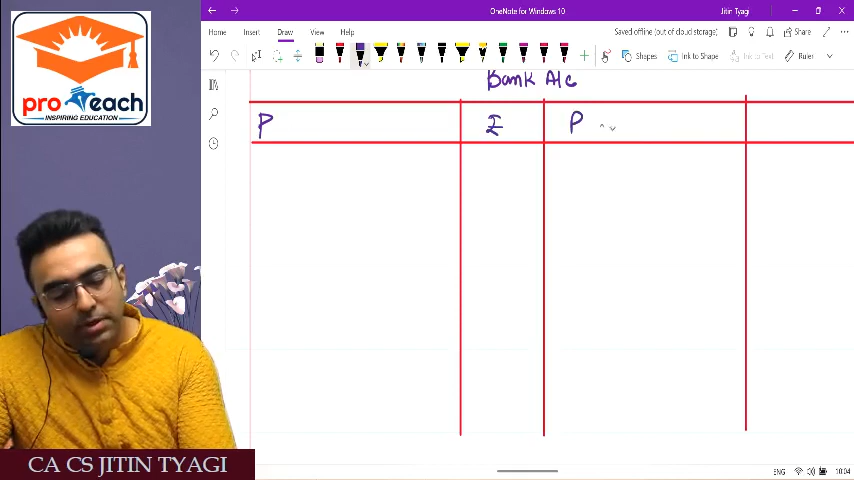 OneNote for Windows 10
Jitin Tyagi
Home Insert Draw View Help
Saved offline (out of cloud storage)
Share
Shapes
Ink to Shape
Ink to Text
Ruler
pro Teach
INSPIRING EDUCATION
Bank A/c
P
P
CA CS JITIN TYAGI
ENG
10:04